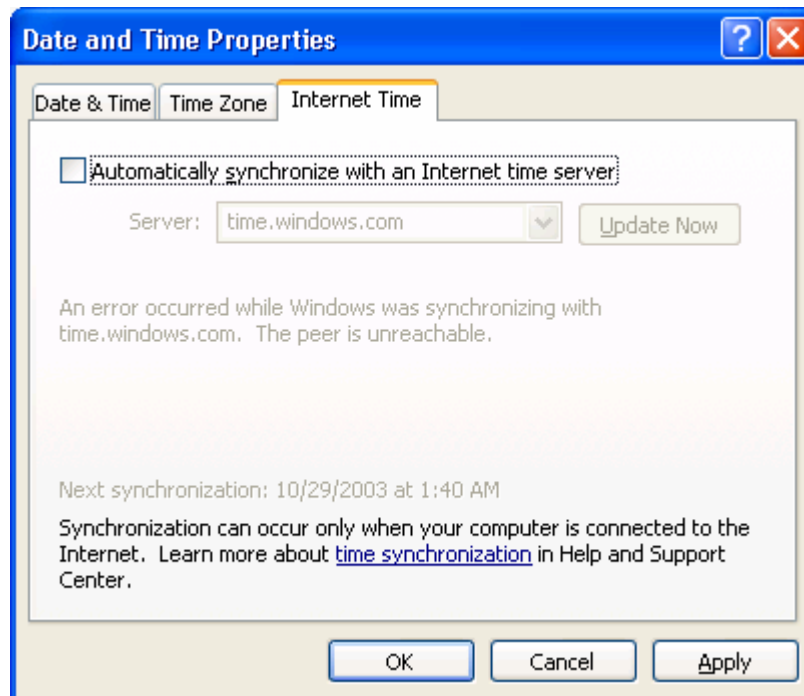 Date and Time Properties
Date & Time Time Zone Internet Time
Automatically synchronize with an Internet time server
Server: time.windows.com Update Now
An error occurred while Windows was synchronizing with
time.windows.com.  The peer is unreachable.
Next synchronization: 10/29/2003 at 1:40 AM
Synchronization can occur only when your computer is connected to the
Internet.  Learn more about time synchronization in Help and Support
Center.
OK Cancel Apply